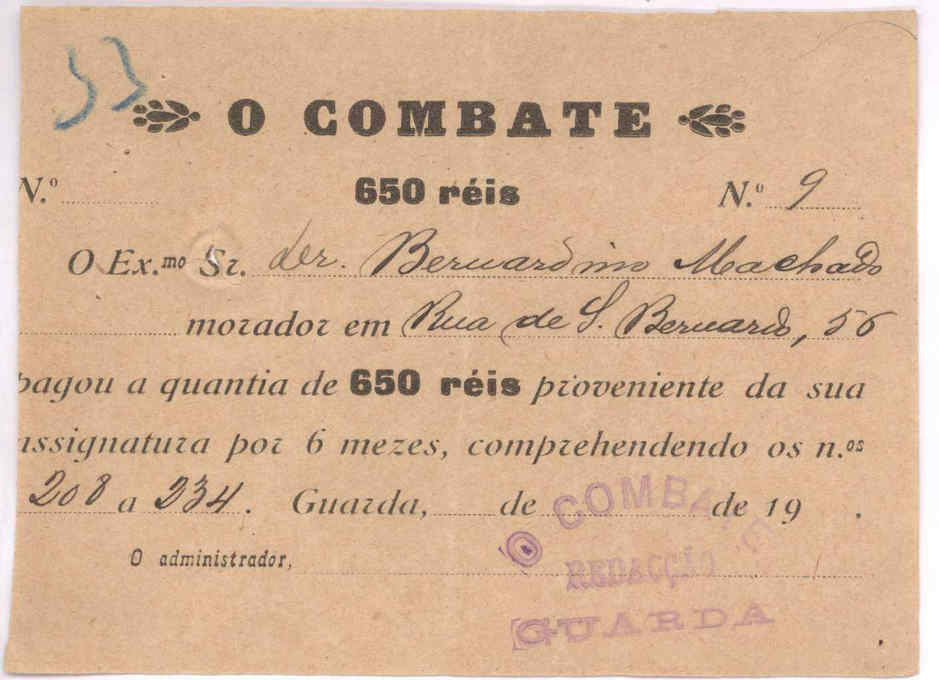 33
O COMBATE
N.º 650 réis N.º 9
O Ex.mo Sr. der. Bernardino Machado
morador em Rua de S. Bernardo, 56
pagou a quantia de 650 réis proveniente da sua
assignatura por 6 mezes, comprehendendo os n.os
208 a 234. Guarda, de de 19 .
O administrador,
O COMBATE
REDACÇÃO
GUARDA